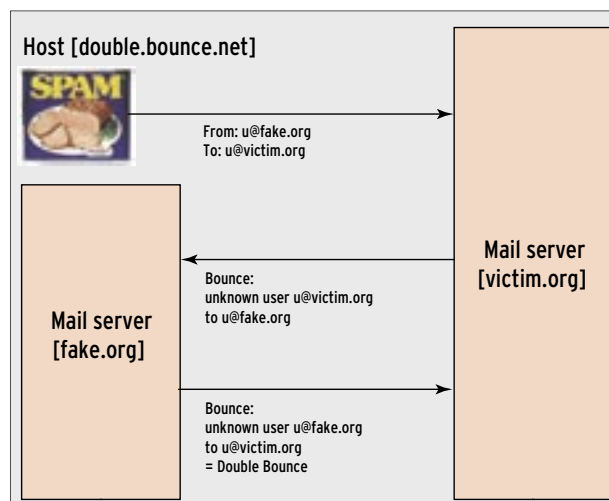 Host [double.bounce.net]
SPAM
From: u@fake.org
To: u@victim.org
Mail server
[victim.org]
Bounce:
unknown user u@victim.org
to u@fake.org
Mail server
[fake.org]
Bounce:
unknown user u@fake.org
to u@victim.org
= Double Bounce